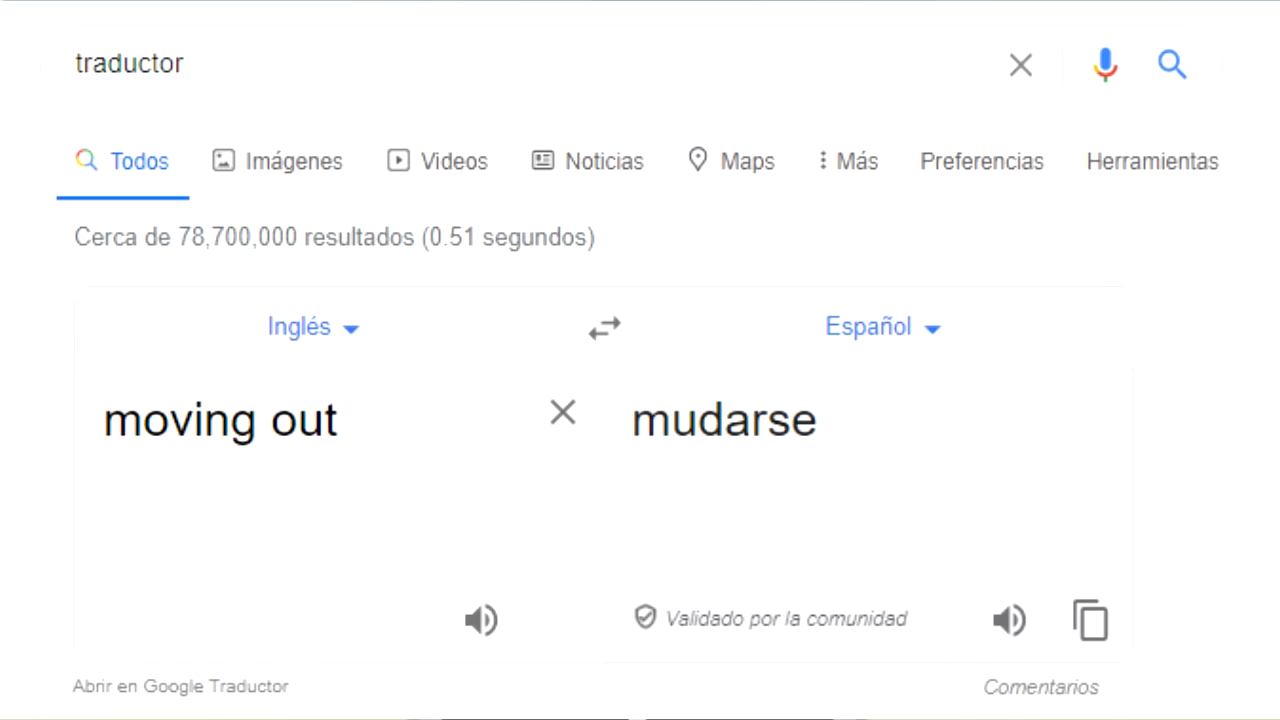 traductor
Todos Imágenes Videos Noticias Maps Más Preferencias Herramientas
Cerca de 78,700,000 resultados (0.51 segundos)
Inglés Español
moving out mudarse
Validado por la comunidad
Abrir en Google Traductor Comentarios